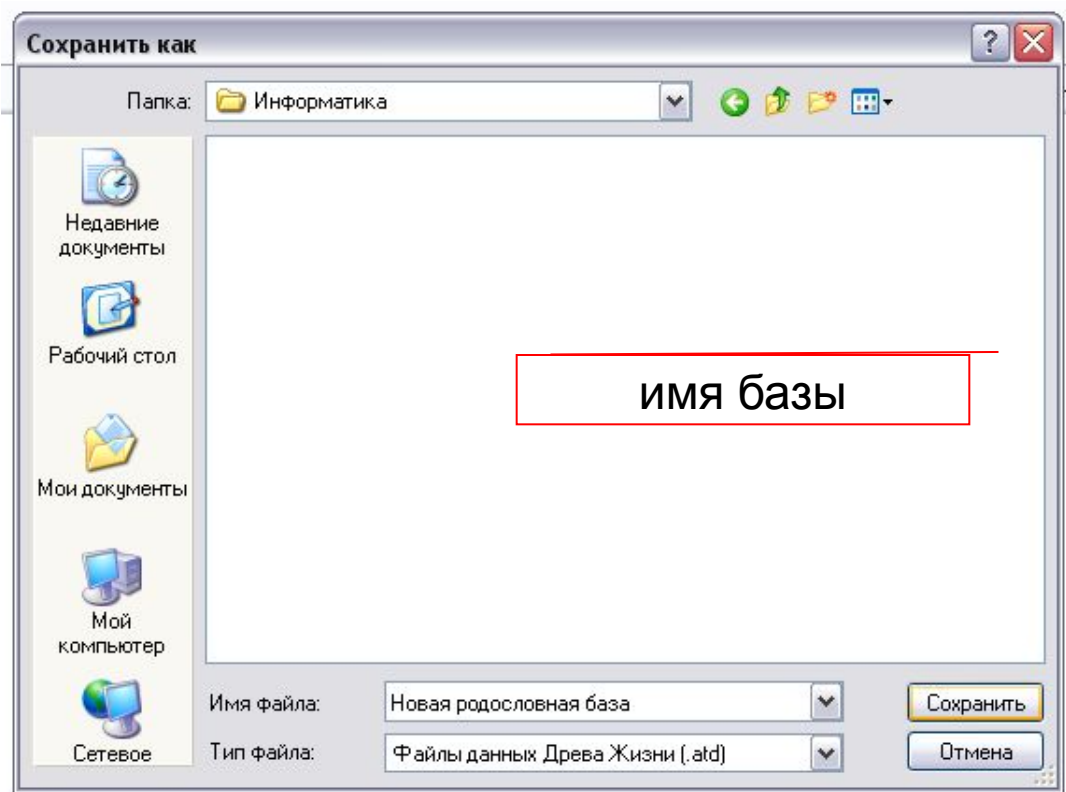 Сохранить как
Папка: Информатика
Недавние
документы
Рабочий стол
имя базы
Мои документы
Мой
компьютер
Сетевое
Имя файла: Новая родословная база Сохранить
Тип файла: Файлы данных Древа Жизни (.atd) Отмена